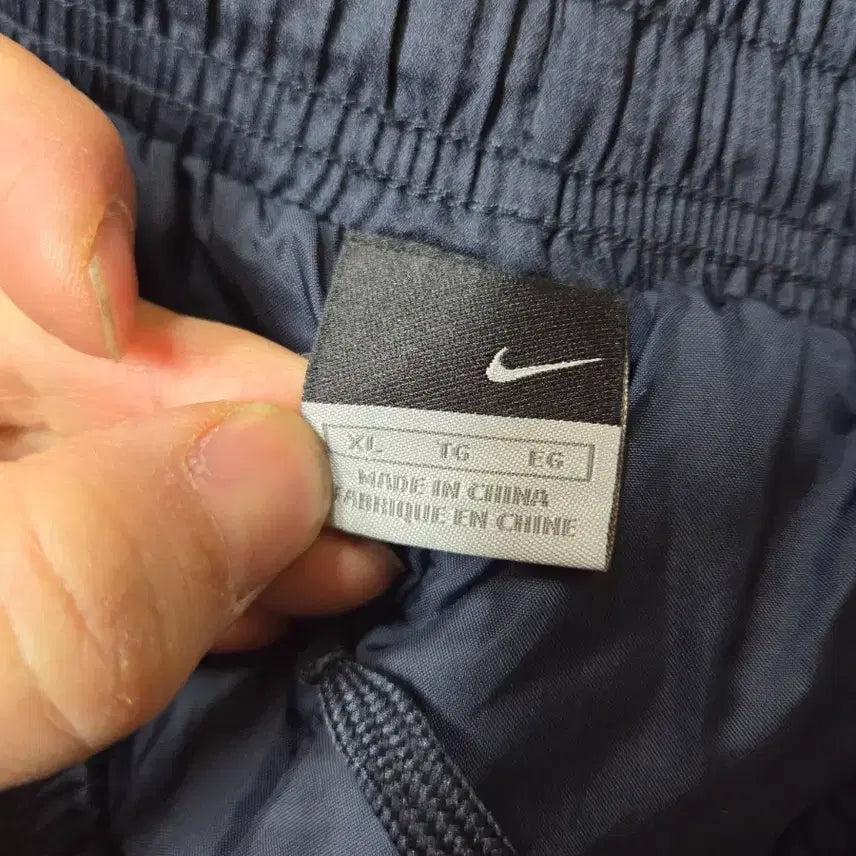 XL TG EG
MADE IN CHINA
FABRIQUE EN CHINE